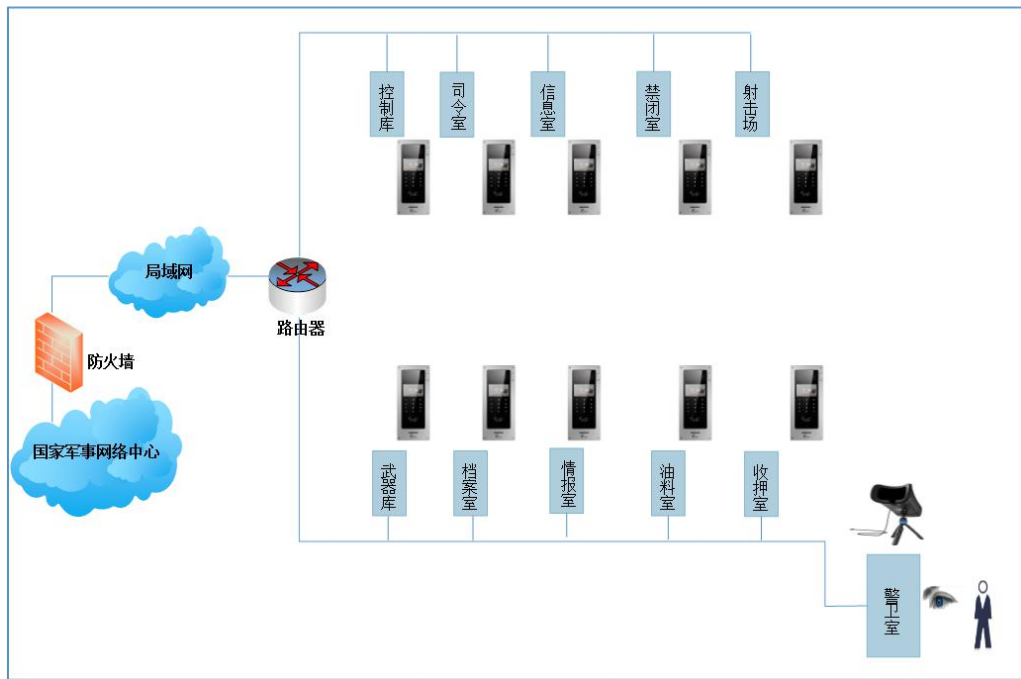 控制库
司令室
信息室
禁闭室
射击场
局域网
路由器
防火墙
国家军事网络中心
武器库
档案室
情报室
油料室
收押室
警卫室